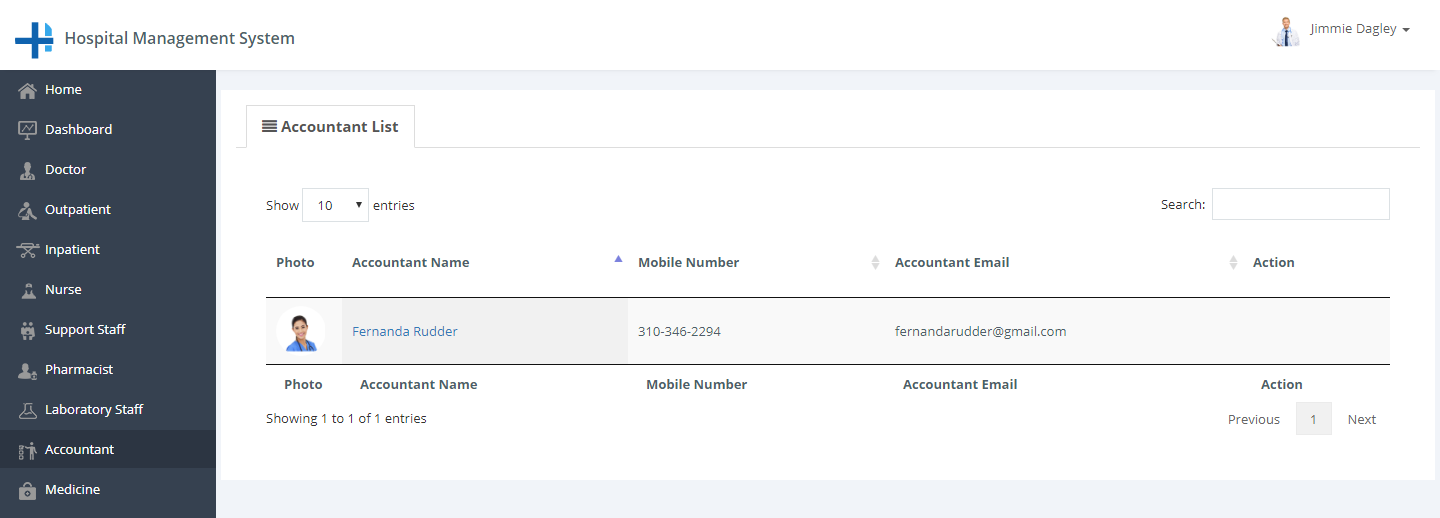 Hospital Management System
Jimmie Dagley
Home
Dashboard
Doctor
Outpatient
Inpatient
Nurse
Support Staff
Pharmacist
Laboratory Staff
Accountant
Medicine
Accountant List
Show 10 entries
Search:
Photo Accountant Name Mobile Number Accountant Email Action
Fernanda Rudder 310-346-2294 fernandarudder@gmail.com
Photo Accountant Name Mobile Number Accountant Email Action
Showing 1 to 1 of 1 entries
Previous 1 Next